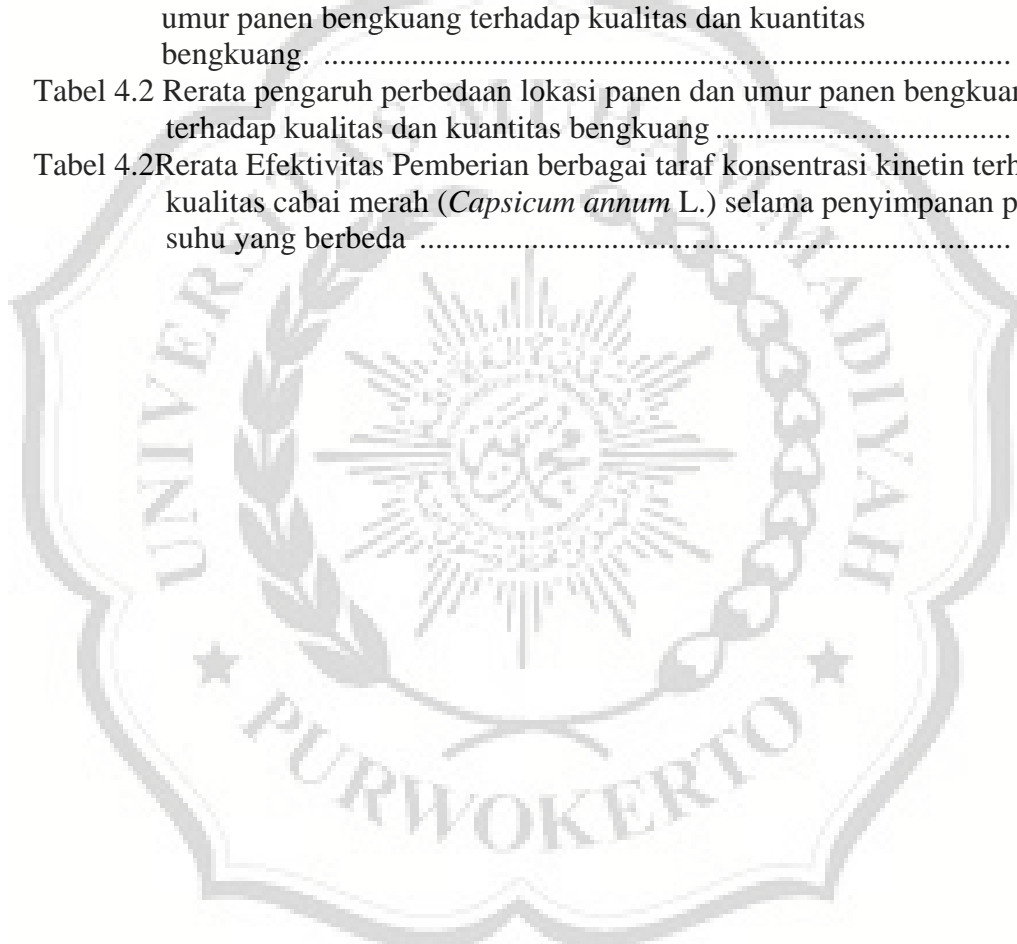 umur panen bengkuang terhadap kualitas dan kuantitas
bengkuang. ..............................................................................
Tabel 4.2 Rerata pengaruh perbedaan lokasi panen dan umur panen bengkuan
terhadap kualitas dan kuantitas bengkuang ..................................
Tabel 4.2Rerata Efektivitas Pemberian berbagai taraf konsentrasi kinetin terh
kualitas cabai merah (Capsicum annum L.) selama penyimpanan p
suhu yang berbeda ....................................................................
UNIVERSITAS MUHAMMADIYAH
PURWOKERTO